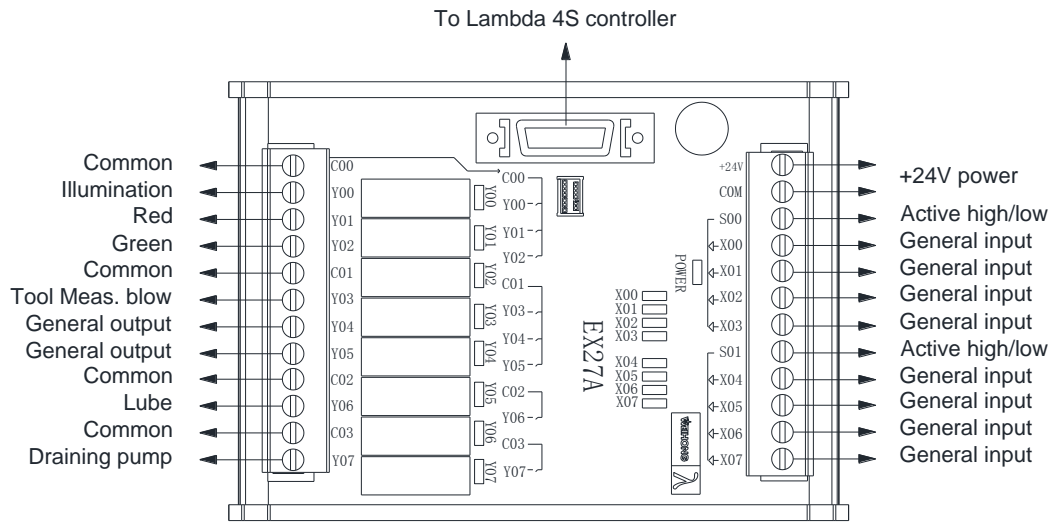 To Lambda 4S controller
Common
Illumination
Red
Green
Common
Tool Meas. blow
General output
General output
Common
Lube
Common
Draining pump
C00
Y00
Y01
Y02
C01
Y03
Y04
Y05
C02
Y06
C03
Y07
Y00
Y01
Y02
Y03
Y04
Y05
Y06
Y07
C00
Y00
Y01
Y02
C01
Y03
Y04
Y05
C02
Y06
C03
Y07
EX27A
POWER
X00
X01
X02
X03
X04
X05
X06
X07
WEIHONG
λ
+24V
COM
S00
X00
X01
X02
X03
S01
X04
X05
X06
X07
+24V power
Active high/low
General input
General input
General input
General input
Active high/low
General input
General input
General input
General input